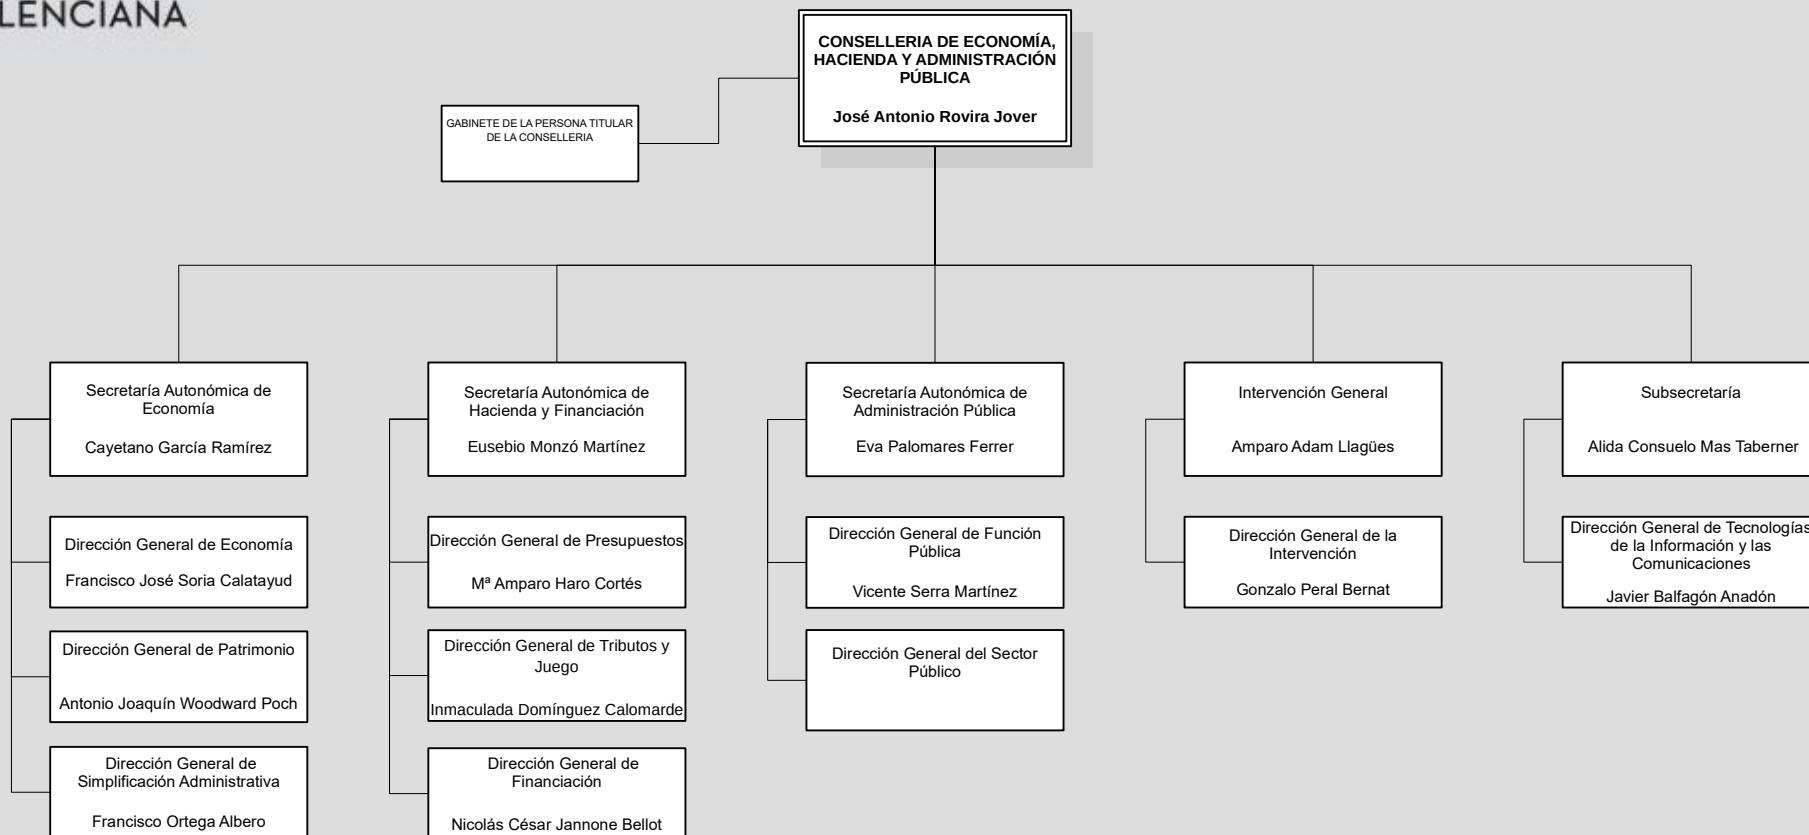 CONSELLERIA DE ECONOMÍA,
HACIENDA Y ADMINISTRACIÓN
PÚBLICA
José Antonio Rovira Jover
GABINETE DE LA PERSONA TITULAR
DE LA CONSELLERIA
Secretaría Autonómica de
Economía
Cayetano García Ramírez
Secretaría Autonómica de
Hacienda y Financiación
Eusebio Monzó Martínez
Secretaría Autonómica de
Administración Pública
Eva Palomares Ferrer
Intervención General
Amparo Adam Llagües
Subsecretaría
Alida Consuelo Mas Taberner
Dirección General de Economía
Francisco José Soria Calatayud
Dirección General de Presupuestos
Mª Amparo Haro Cortés
Dirección General de Función
Pública
Vicente Serra Martínez
Dirección General de la
Intervención
Gonzalo Peral Bernat
Dirección General de Tecnologías
de la Información y las
Comunicaciones
Javier Balfagón Anadón
Dirección General de Patrimonio
Antonio Joaquín Woodward Poch
Dirección General de Tributos y
Juego
Inmaculada Domínguez Calomarde
Dirección General del Sector
Público
Dirección General de
Simplificación Administrativa
Francisco Ortega Albero
Dirección General de
Financiación
Nicolás César Jannone Bellot